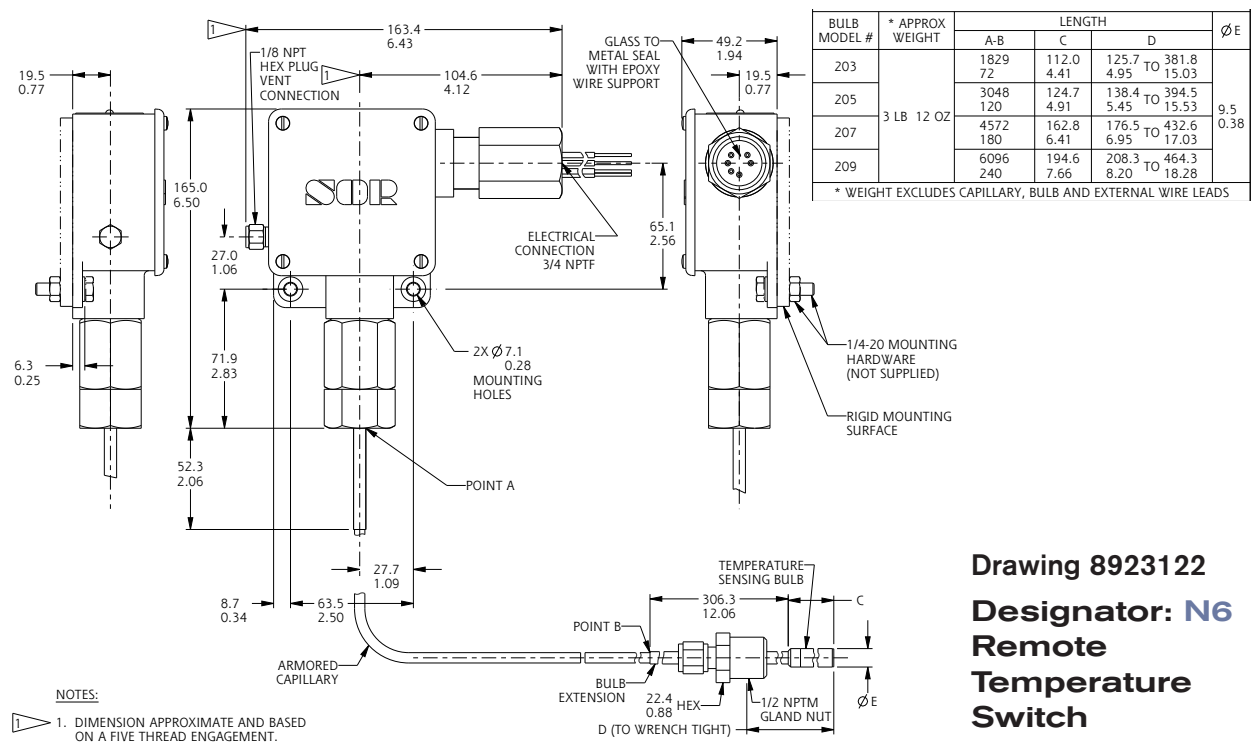 1
163.4
6.43
1/8 NPT
HEX PLUG
VENT
CONNECTION
1
104.6
4.12
19.5
0.77
GLASS TO
METAL SEAL
WITH EPOXY
WIRE SUPPORT
49.2
1.94
19.5
0.77
BULB MODEL # * APPROX WEIGHT LENGTH ØE
A-B C D
203 1829 72 112.0 4.41 125.7 4.95 TO 381.8 15.03
205 3048 120 124.7 4.91 138.4 5.45 TO 394.5 15.53
3 LB 12 OZ 9.5 0.38
207 4572 180 162.8 6.41 176.5 6.95 TO 432.6 17.03
209 6096 240 194.6 7.66 208.3 8.20 TO 464.3 18.28
* WEIGHT EXCLUDES CAPILLARY, BULB AND EXTERNAL WIRE LEADS
165.0
6.50
SOR
27.0
1.06
ELECTRICAL
CONNECTION
3/4 NPTF
65.1
2.56
6.3
0.25
71.9
2.83
2X Ø 7.1
0.28
MOUNTING
HOLES
1/4-20 MOUNTING
HARDWARE
(NOT SUPPLIED)
RIGID MOUNTING
SURFACE
52.3
2.06
POINT A
27.7
1.09
8.7
0.34
63.5
2.50
TEMPERATURE
SENSING BULB
306.3
12.06
C
POINT B
ARMORED
CAPILLARY
BULB
EXTENSION
22.4
0.88 HEX
1/2 NPTM
GLAND NUT
ØE
D (TO WRENCH TIGHT)
NOTES:
1 1. DIMENSION APPROXIMATE AND BASED
ON A FIVE THREAD ENGAGEMENT.
Drawing 8923122
Designator: N6
Remote
Temperature
Switch